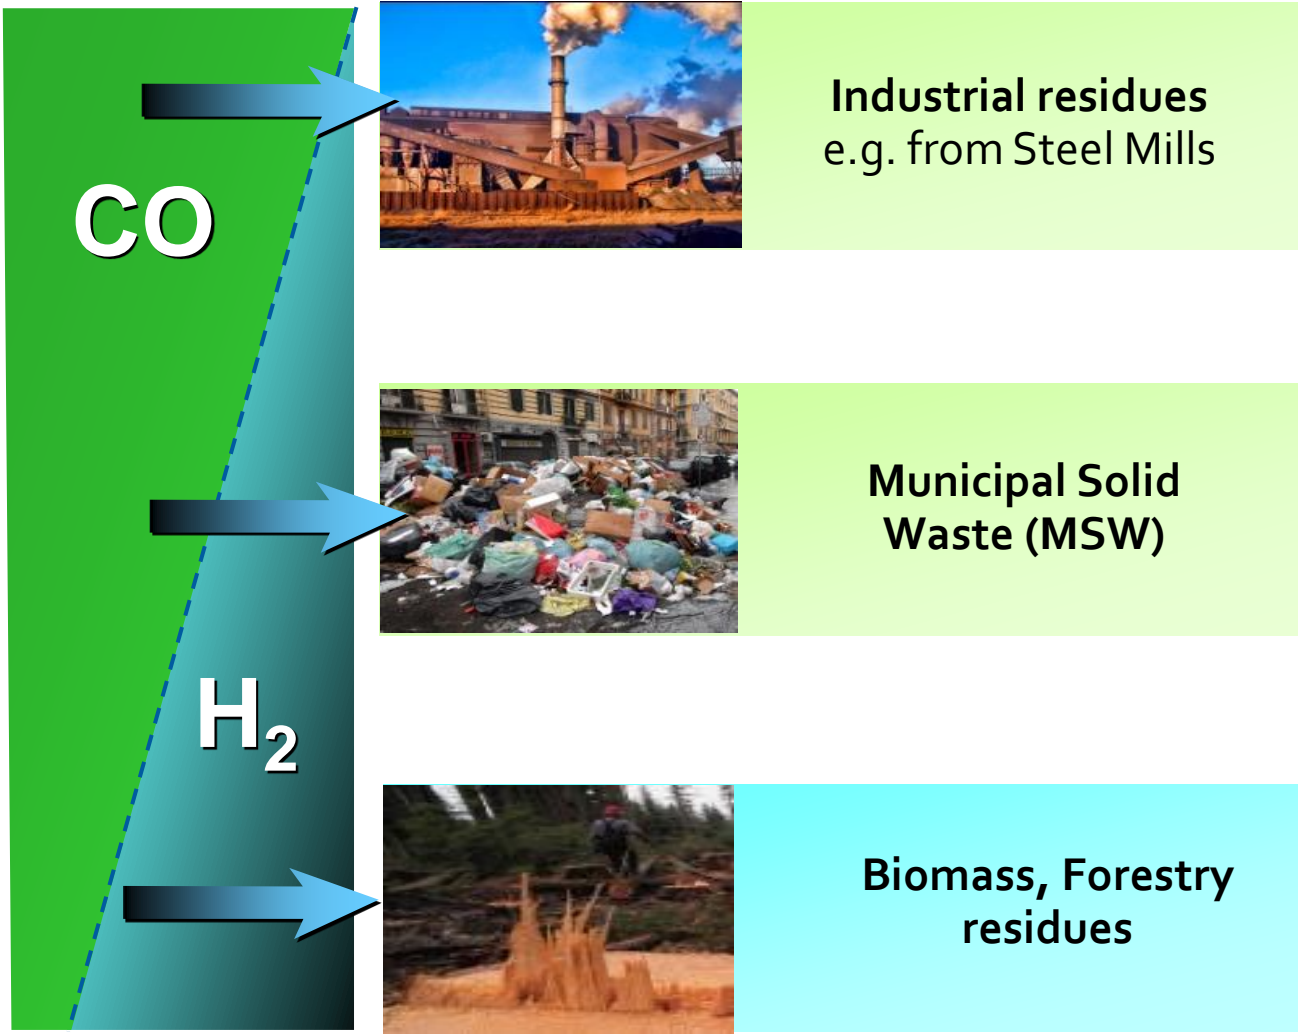 CO
Industrial residues
e.g. from Steel Mills
Municipal Solid
Waste (MSW)
H₂
Biomass, Forestry
residues